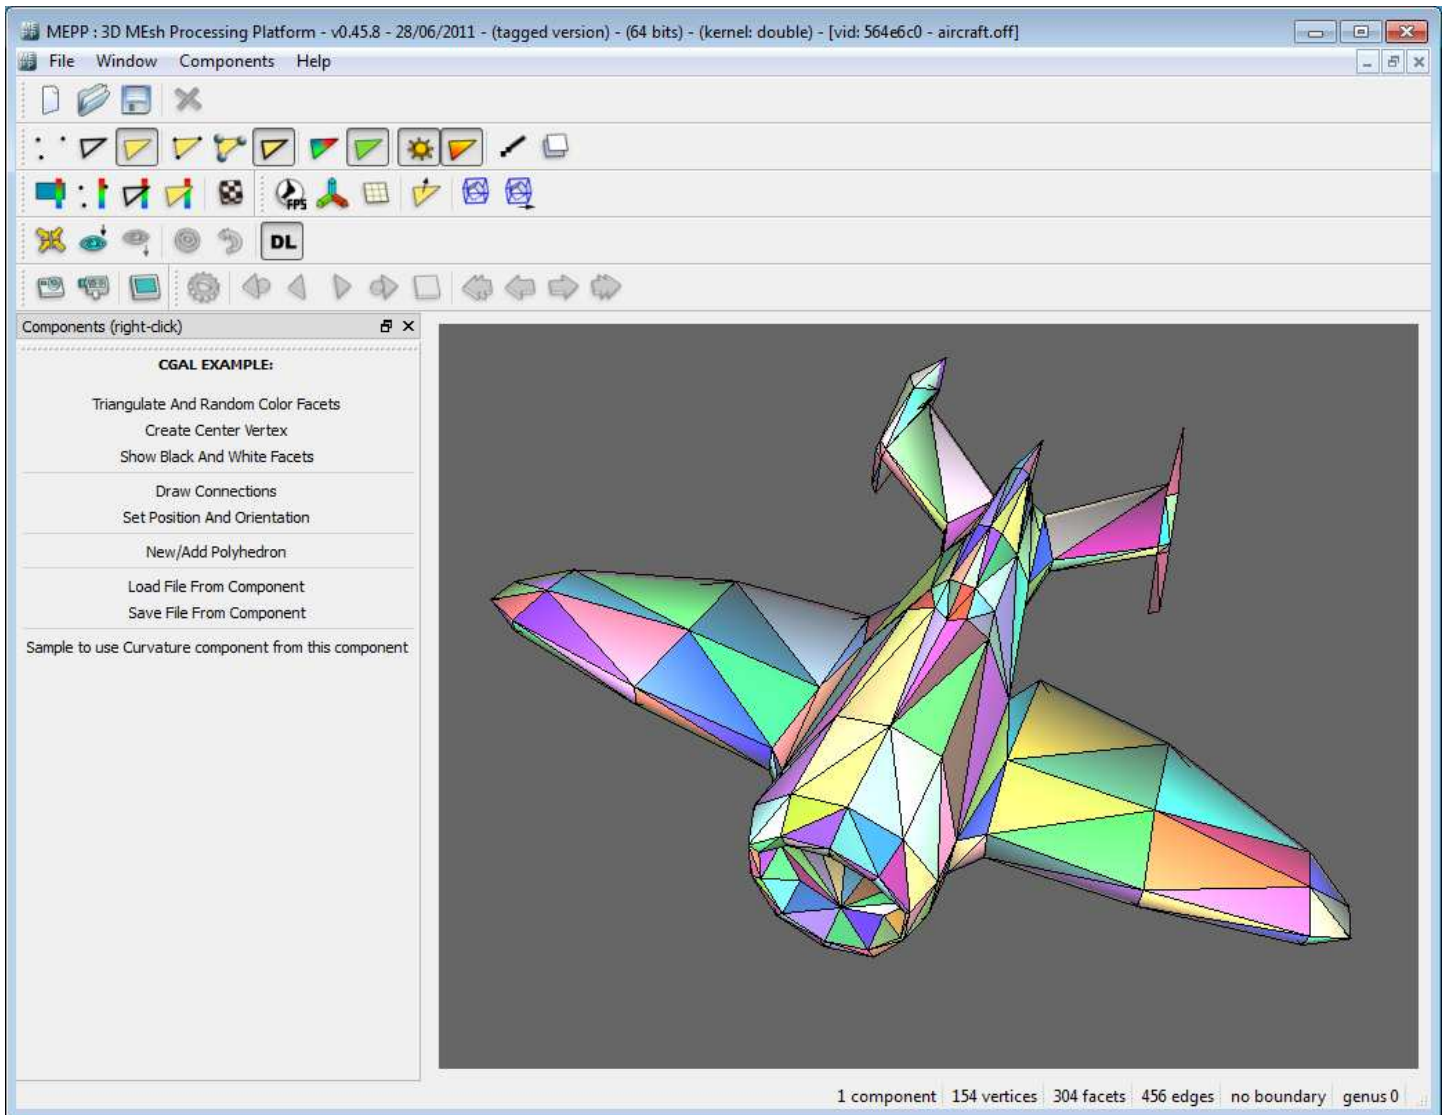 MEPP : 3D MEsh Processing Platform - v0.45.8 - 28/06/2011 - (tagged version) - (64 bits) - (kernel: double) - [vid: 564e6c0 - aircraft.off]
File Window Components Help
FPS
DL
Components (right-click)
CGAL EXAMPLE:
Triangulate And Random Color Facets
Create Center Vertex
Show Black And White Facets
Draw Connections
Set Position And Orientation
New/Add Polyhedron
Load File From Component
Save File From Component
Sample to use Curvature component from this component
1 component 154 vertices 304 facets 456 edges no boundary genus 0